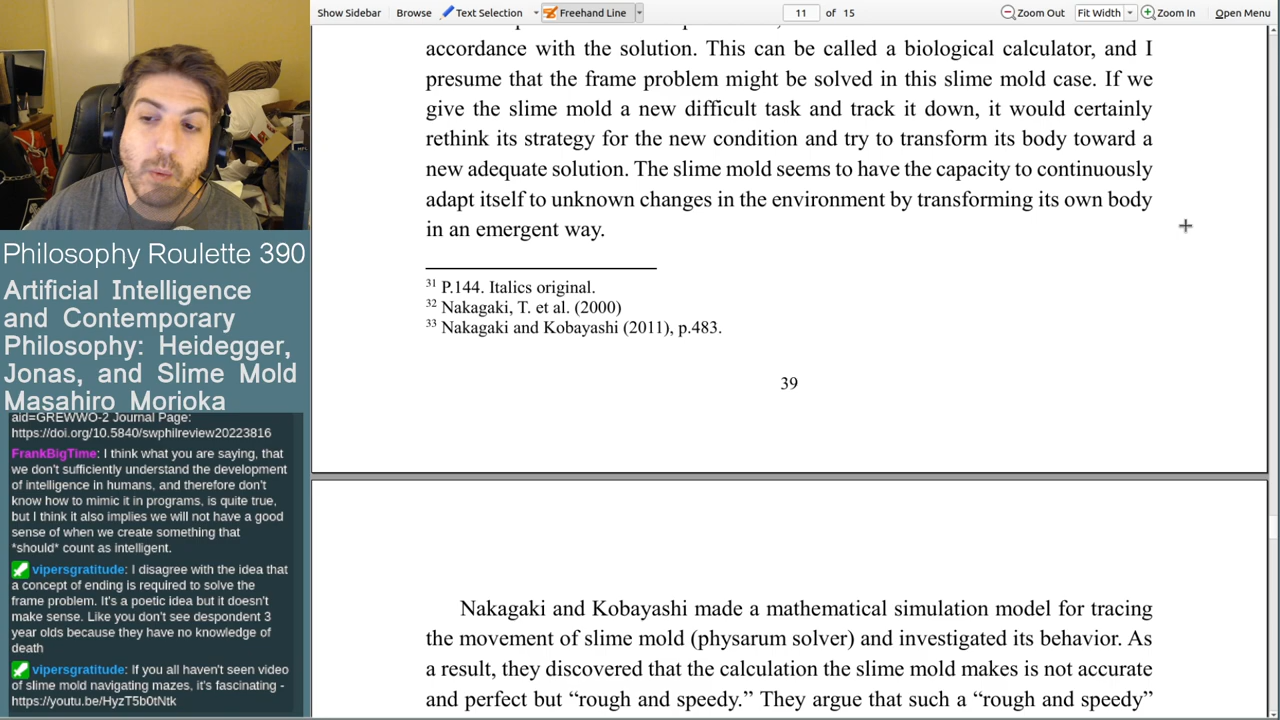 Show Sidebar Browse Text Selection Freehand Line 11 of 15 Zoom Out Fit Width Zoom In Open Menu
accordance with the solution. This can be called a biological calculator, and I
presume that the frame problem might be solved in this slime mold case. If we
give the slime mold a new difficult task and track it down, it would certainly
rethink its strategy for the new condition and try to transform its body toward a
new adequate solution. The slime mold seems to have the capacity to continuously
adapt itself to unknown changes in the environment by transforming its own body
in an emergent way.
31 P.144. Italics original.
32 Nakagaki, T. et al. (2000)
33 Nakagaki and Kobayashi (2011), p.483.
39
Nakagaki and Kobayashi made a mathematical simulation model for tracing
the movement of slime mold (physarum solver) and investigated its behavior. As
a result, they discovered that the calculation the slime mold makes is not accurate
and perfect but “rough and speedy.” They argue that such a “rough and speedy”
Philosophy Roulette 390
Artificial Intelligence
and Contemporary
Philosophy: Heidegger,
Jonas, and Slime Mold
Masahiro Morioka
aid=GREWWO-2 Journal Page:
https://doi.org/10.5840/swphilreview20223816
FrankBigTime: I think what you are saying, that
we don't sufficiently understand the development
of intelligence in humans, and therefore don't
know how to mimic it in programs, is quite true,
but I think it also implies we will not have a good
sense of when we create something that
*should* count as intelligent.
vipersgratitude: I disagree with the idea that
a concept of ending is required to solve the
frame problem. It's a poetic idea but it doesn't
make sense. Like you don't see despondent 3
year olds because they have no knowledge of
death
vipersgratitude: If you all haven't seen video
of slime mold navigating mazes, it's fascinating -
https://youtu.be/HyzT5b0tNtk